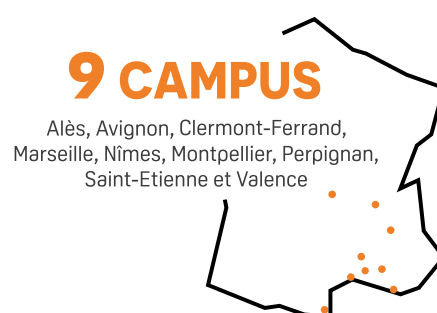 9 CAMPUS
Alès, Avignon, Clermont-Ferrand,
Marseille, Nîmes, Montpellier, Perpignan,
Saint-Etienne et Valence